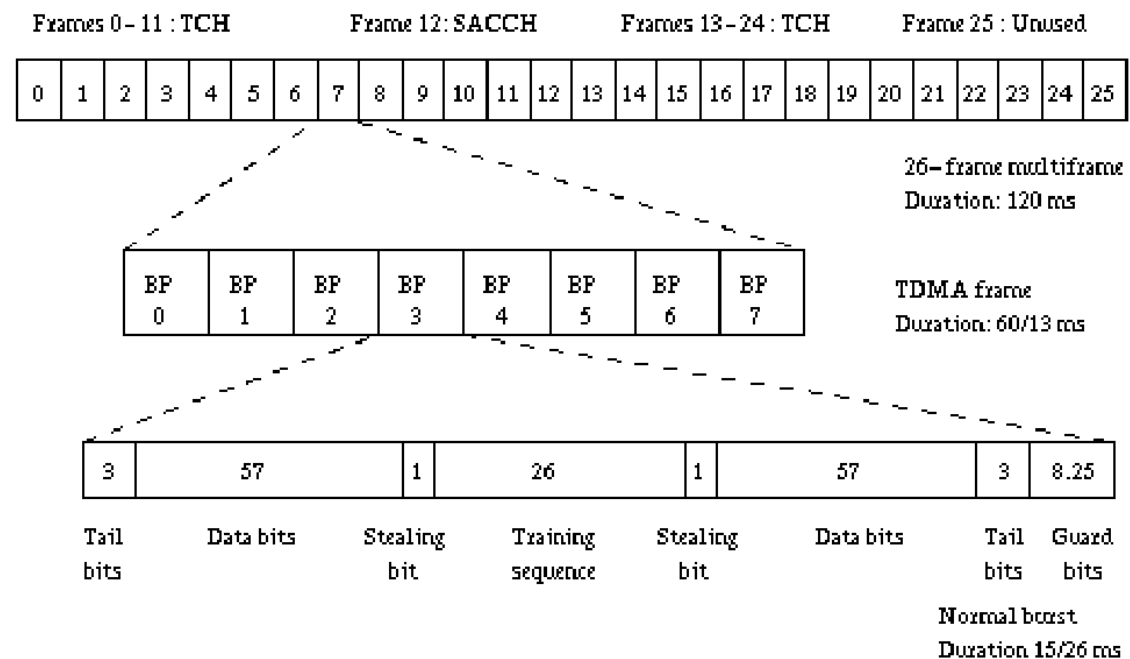 Frames 0-11 : TCH Frame 12: SACCH Frames 13-24 : TCH Frame 25 : Unused
0 1 2 3 4 5 6 7 8 9 10 11 12 13 14 15 16 17 18 19 20 21 22 23 24 25
26-frame multiframe
Duration: 120 ms
BP BP BP BP BP BP BP BP
0 1 2 3 4 5 6 7
TDMA frame
Duration: 60/13 ms
3 57 1 26 1 57 3 8.25
Tail Data bits Stealing Training Stealing Data bits Tail Guard
bits bit sequence bit bits bits
Normal burst
Duration 15/26 ms